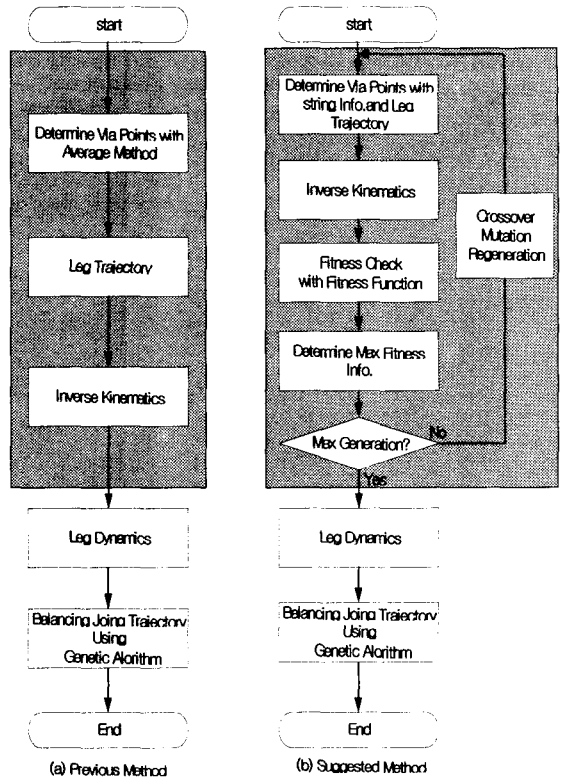 start
Determine Via Points with
Average Method
Leg Trajectory
Inverse Kinematics
Leg Dynamics
Balancing Joing Trajectory
Using
Genetic Alorithm
End
(a) Previous Method
start
Determine Via Points with
string Info.and Leg
Trajectory
Inverse Kinematics
Fitness Check
with Fitness Function
Determine Max Fitness
Info.
Max Generation?
No
Yes
Crossover
Mutation
Regeneration
Leg Dynamics
Balancing Joing Trajectory
Using
Genetic Alorithm
End
(b) Suggested Method